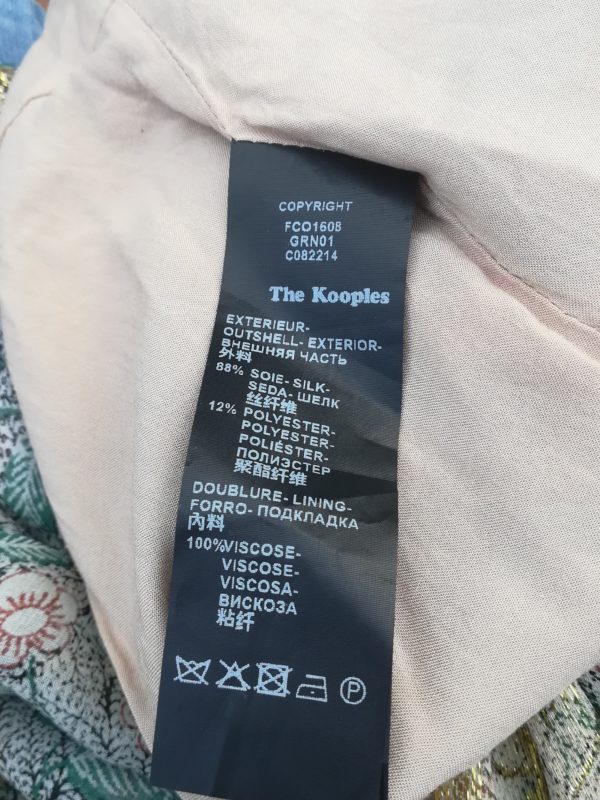 COPYRIGHT
FCO1608
GRN01
C082214
The Kooples
EXTERIEUR-
OUTSHELL- EXTERIOR-
ВНЕШНЯЯ ЧАСТЬ
外料
88% SOIE- SILK-
SEDA- ШЕЛК
丝纤维
12% POLYESTER-
POLYESTER-
POLIÉSTER-
ПОЛИЭСТЕР
聚酯纤维
DOUBLURE- LINING-
FORRO- ПОДКЛАДКА
內料
100%VISCOSE-
VISCOSE-
VISCOSA-
ВИСКОЗА
粘纤
P